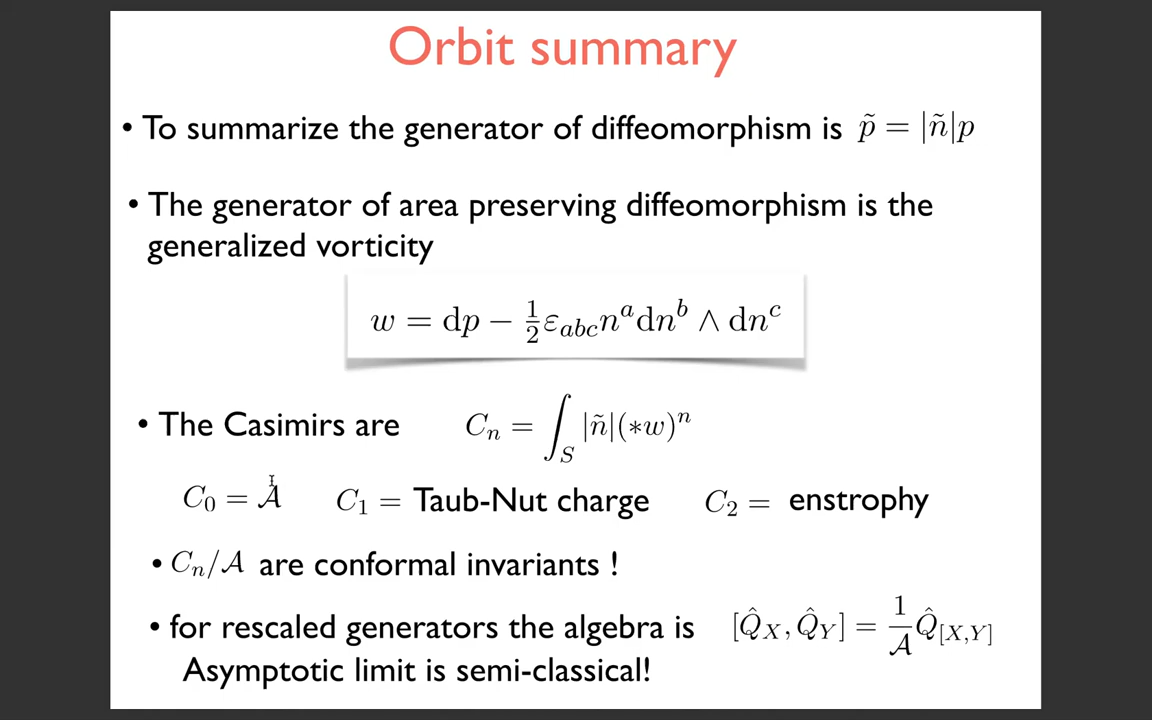 Orbit summary
• To summarize the generator of diffeomorphism is p̃ = |ñ|p
• The generator of area preserving diffeomorphism is the
generalized vorticity
w = dp − ½ε_{abc}n^a dn^b ∧ dn^c
• The Casimirs are C_n = ∫_S |ñ|(∗w)^n
C_0 = 𝒜 C_1 = Taub-Nut charge C_2 = enstrophy
• C_n/𝒜 are conformal invariants !
• for rescaled generators the algebra is [Q̂_X, Q̂_Y] = 1/𝒜 Q̂_{[X,Y]}
Asymptotic limit is semi-classical!